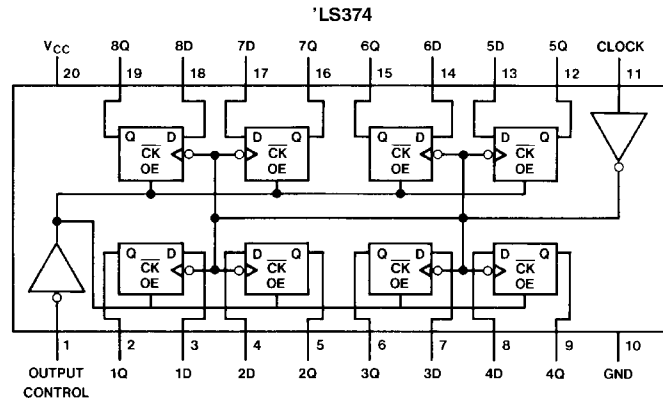 'LS374
VCC 8Q 8D 7D 7Q 6Q 6D 5D 5Q CLOCK
20 19 18 17 16 15 14 13 12 11
Q D D Q Q D D Q
CK CK CK CK
OE OE OE OE
Q D D Q Q D D Q
CK CK CK CK
OE OE OE OE
1 2 3 4 5 6 7 8 9 10
OUTPUT CONTROL 1Q 1D 2D 2Q 3Q 3D 4D 4Q GND